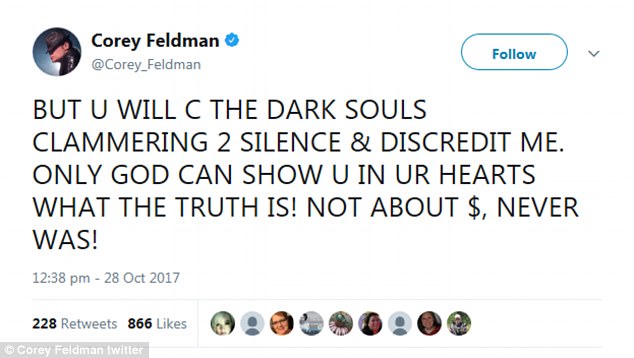 Corey Feldman
@Corey_Feldman
Follow
BUT U WILL C THE DARK SOULS
CLAMMERING 2 SILENCE & DISCREDIT ME.
ONLY GOD CAN SHOW U IN UR HEARTS
WHAT THE TRUTH IS! NOT ABOUT $, NEVER
WAS!
12:38 pm - 28 Oct 2017
228 Retweets 866 Likes
© Corey Feldman twitter